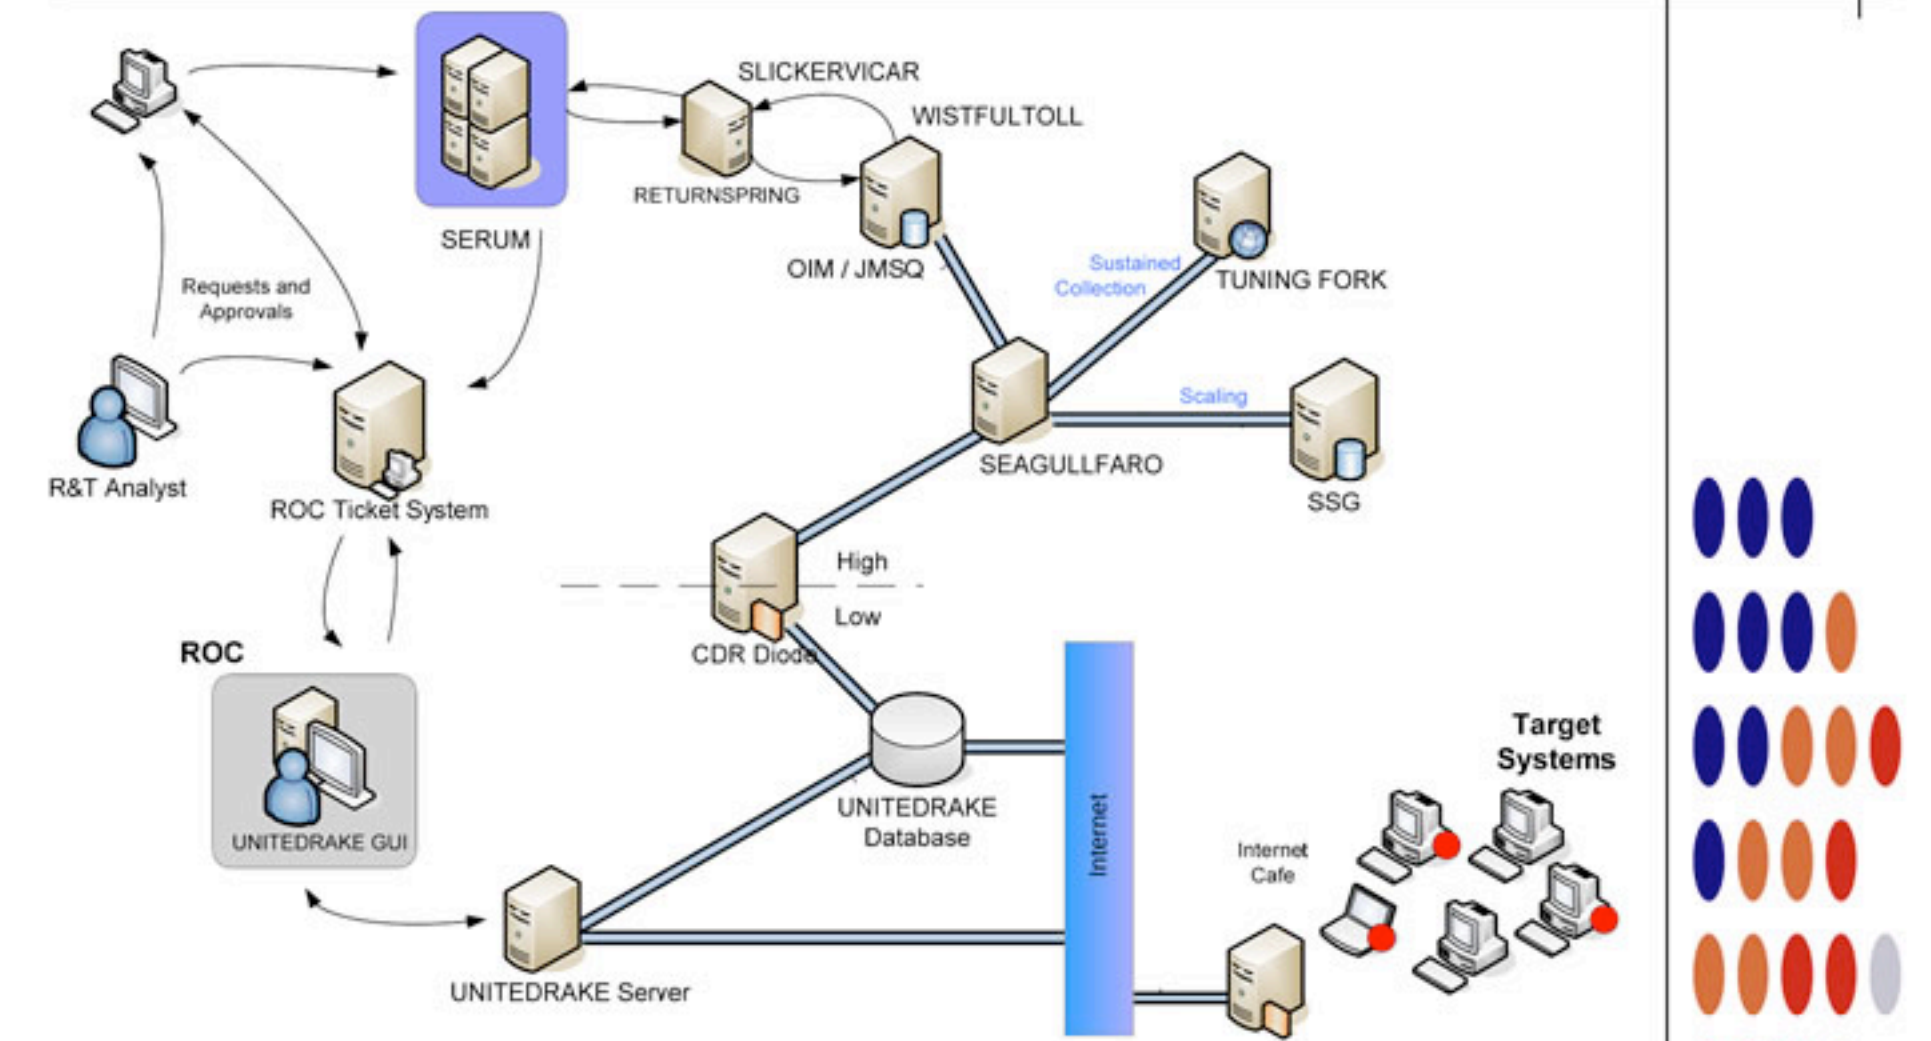 SLICKERVICAR
WISTFULTOLL
RETURNSPRING
SERUM
OIM / JMSQ
Sustained
Collection
TUNING FORK
Requests and
Approvals
Scaling
SEAGULLFARO
R&T Analyst
ROC Ticket System
SSG
High
Low
CDR Diode
ROC
UNITEDRAKE GUI
UNITEDRAKE
Database
Internet
Target
Systems
Internet
Cafe
UNITEDRAKE Server